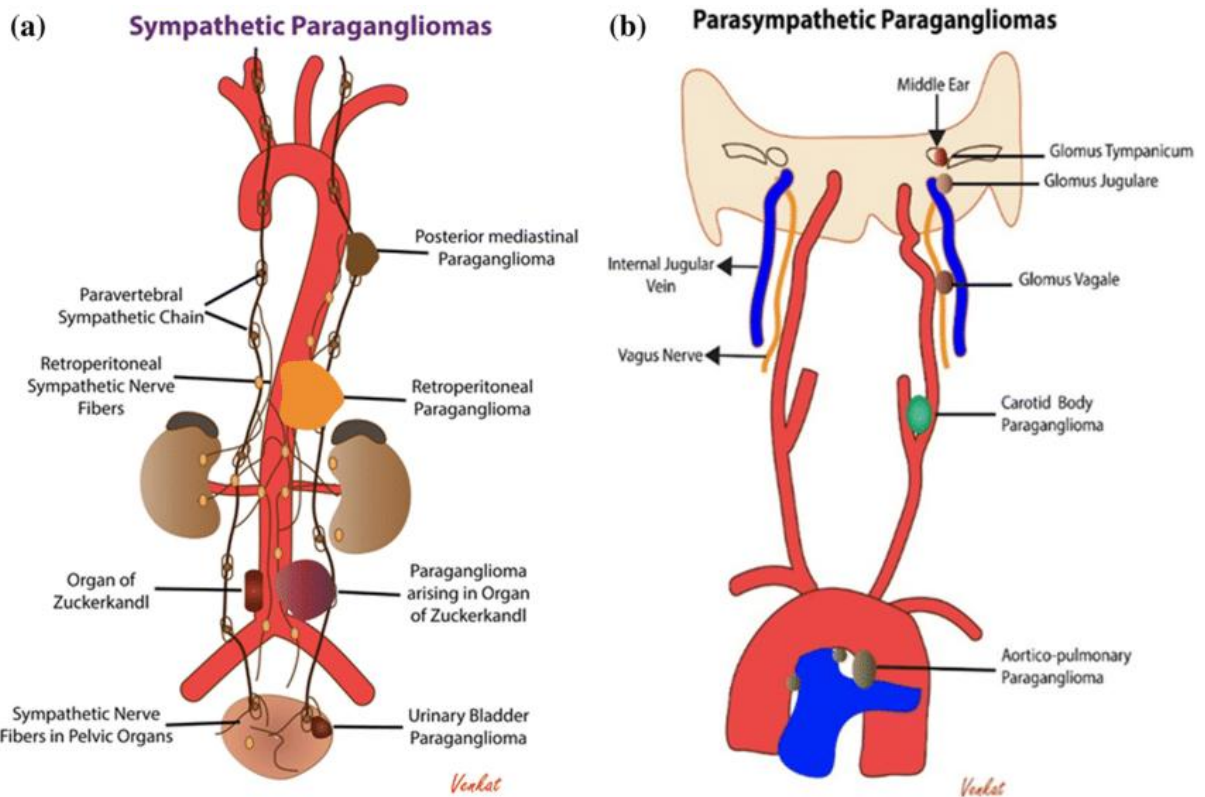 (a)
Sympathetic Paragangliomas
Posterior mediastinal
Paraganglioma
Paravertebral
Sympathetic Chain
Retroperitoneal
Sympathetic Nerve
Fibers
Retroperitoneal
Paraganglioma
Organ of
Zuckerkandl
Paraganglioma
arising in Organ
of Zuckerkandl
Sympathetic Nerve
Fibers in Pelvic Organs
Urinary Bladder
Paraganglioma
Venkat
(b)
Parasympathetic Paragangliomas
Middle Ear
Glomus Tympanicum
Glomus Jugulare
Internal Jugular
Vein
Glomus Vagale
Vagus Nerve
Carotid Body
Paraganglioma
Aortico-pulmonary
Paraganglioma
Venkat